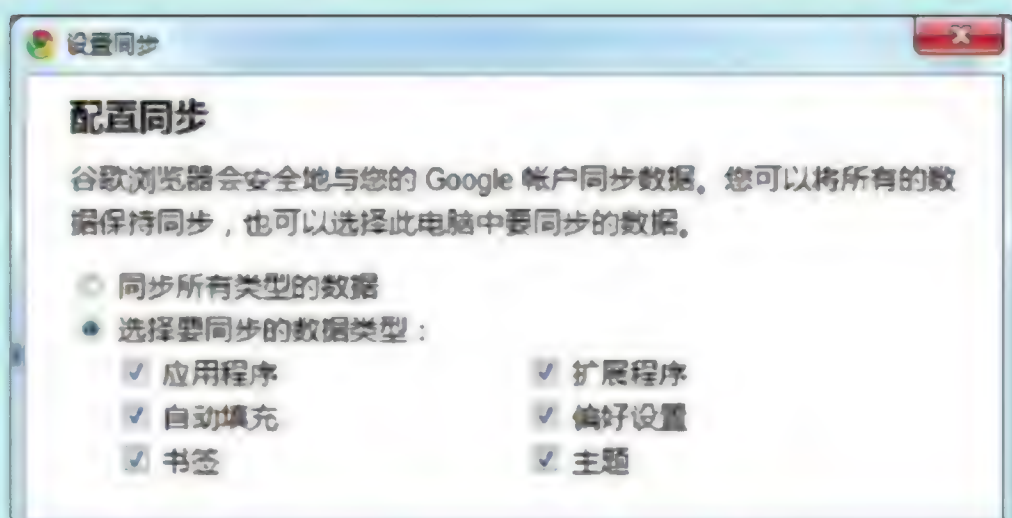 设置同步
配置同步
谷歌浏览器会安全地与您的 Google 帐户同步数据。您可以将所有的数
据保持同步，也可以选择此电脑中要同步的数据。
同步所有类型的数据
选择要同步的数据类型：
应用程序 扩展程序
自动填充 偏好设置
书签 主题